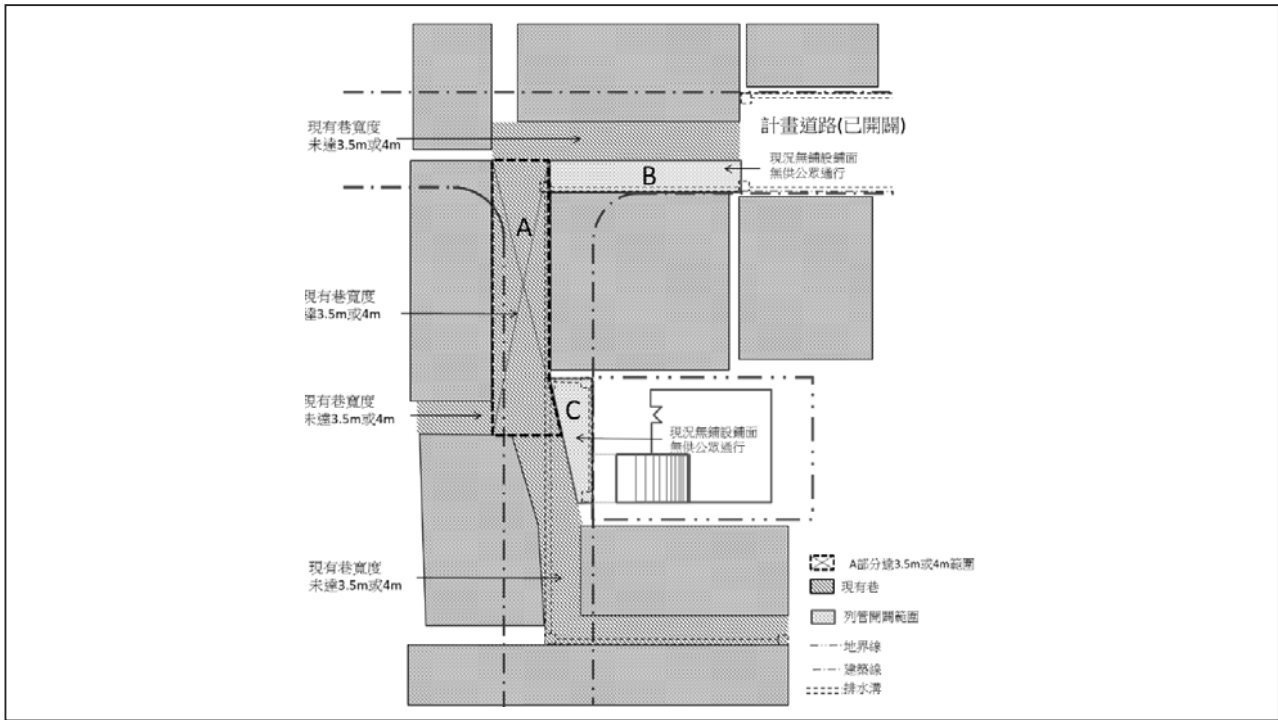 計畫道路(已開闢)
現有巷寬度
未達3.5m或4m
現況無鋪設鋪面
無供公眾通行
B
A
現有巷寬度
達3.5m或4m
現有巷寬度
未達3.5m或4m
C
現況無鋪設鋪面
無供公眾通行
現有巷寬度
未達3.5m或4m
A部分達3.5m或4m範圍
現有巷
列管開闢範圍
地界線
建築線
排水溝